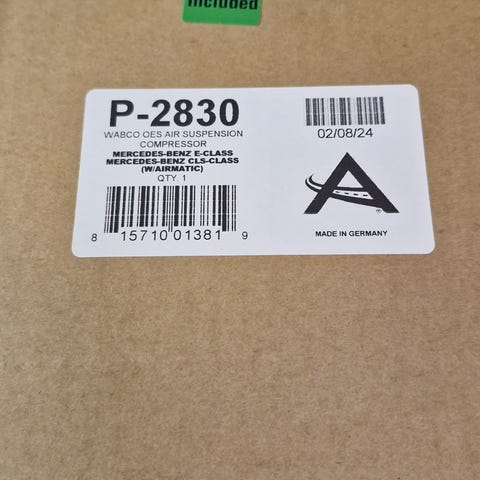 Included
P-2830
WABCO OES AIR SUSPENSION
COMPRESSOR
MERCEDES-BENZ E-CLASS
MERCEDES-BENZ CLS-CLASS
(W/AIRMATIC)
QTY. 1
8 15710 01381 9
02/08/24
A
®
MADE IN GERMANY